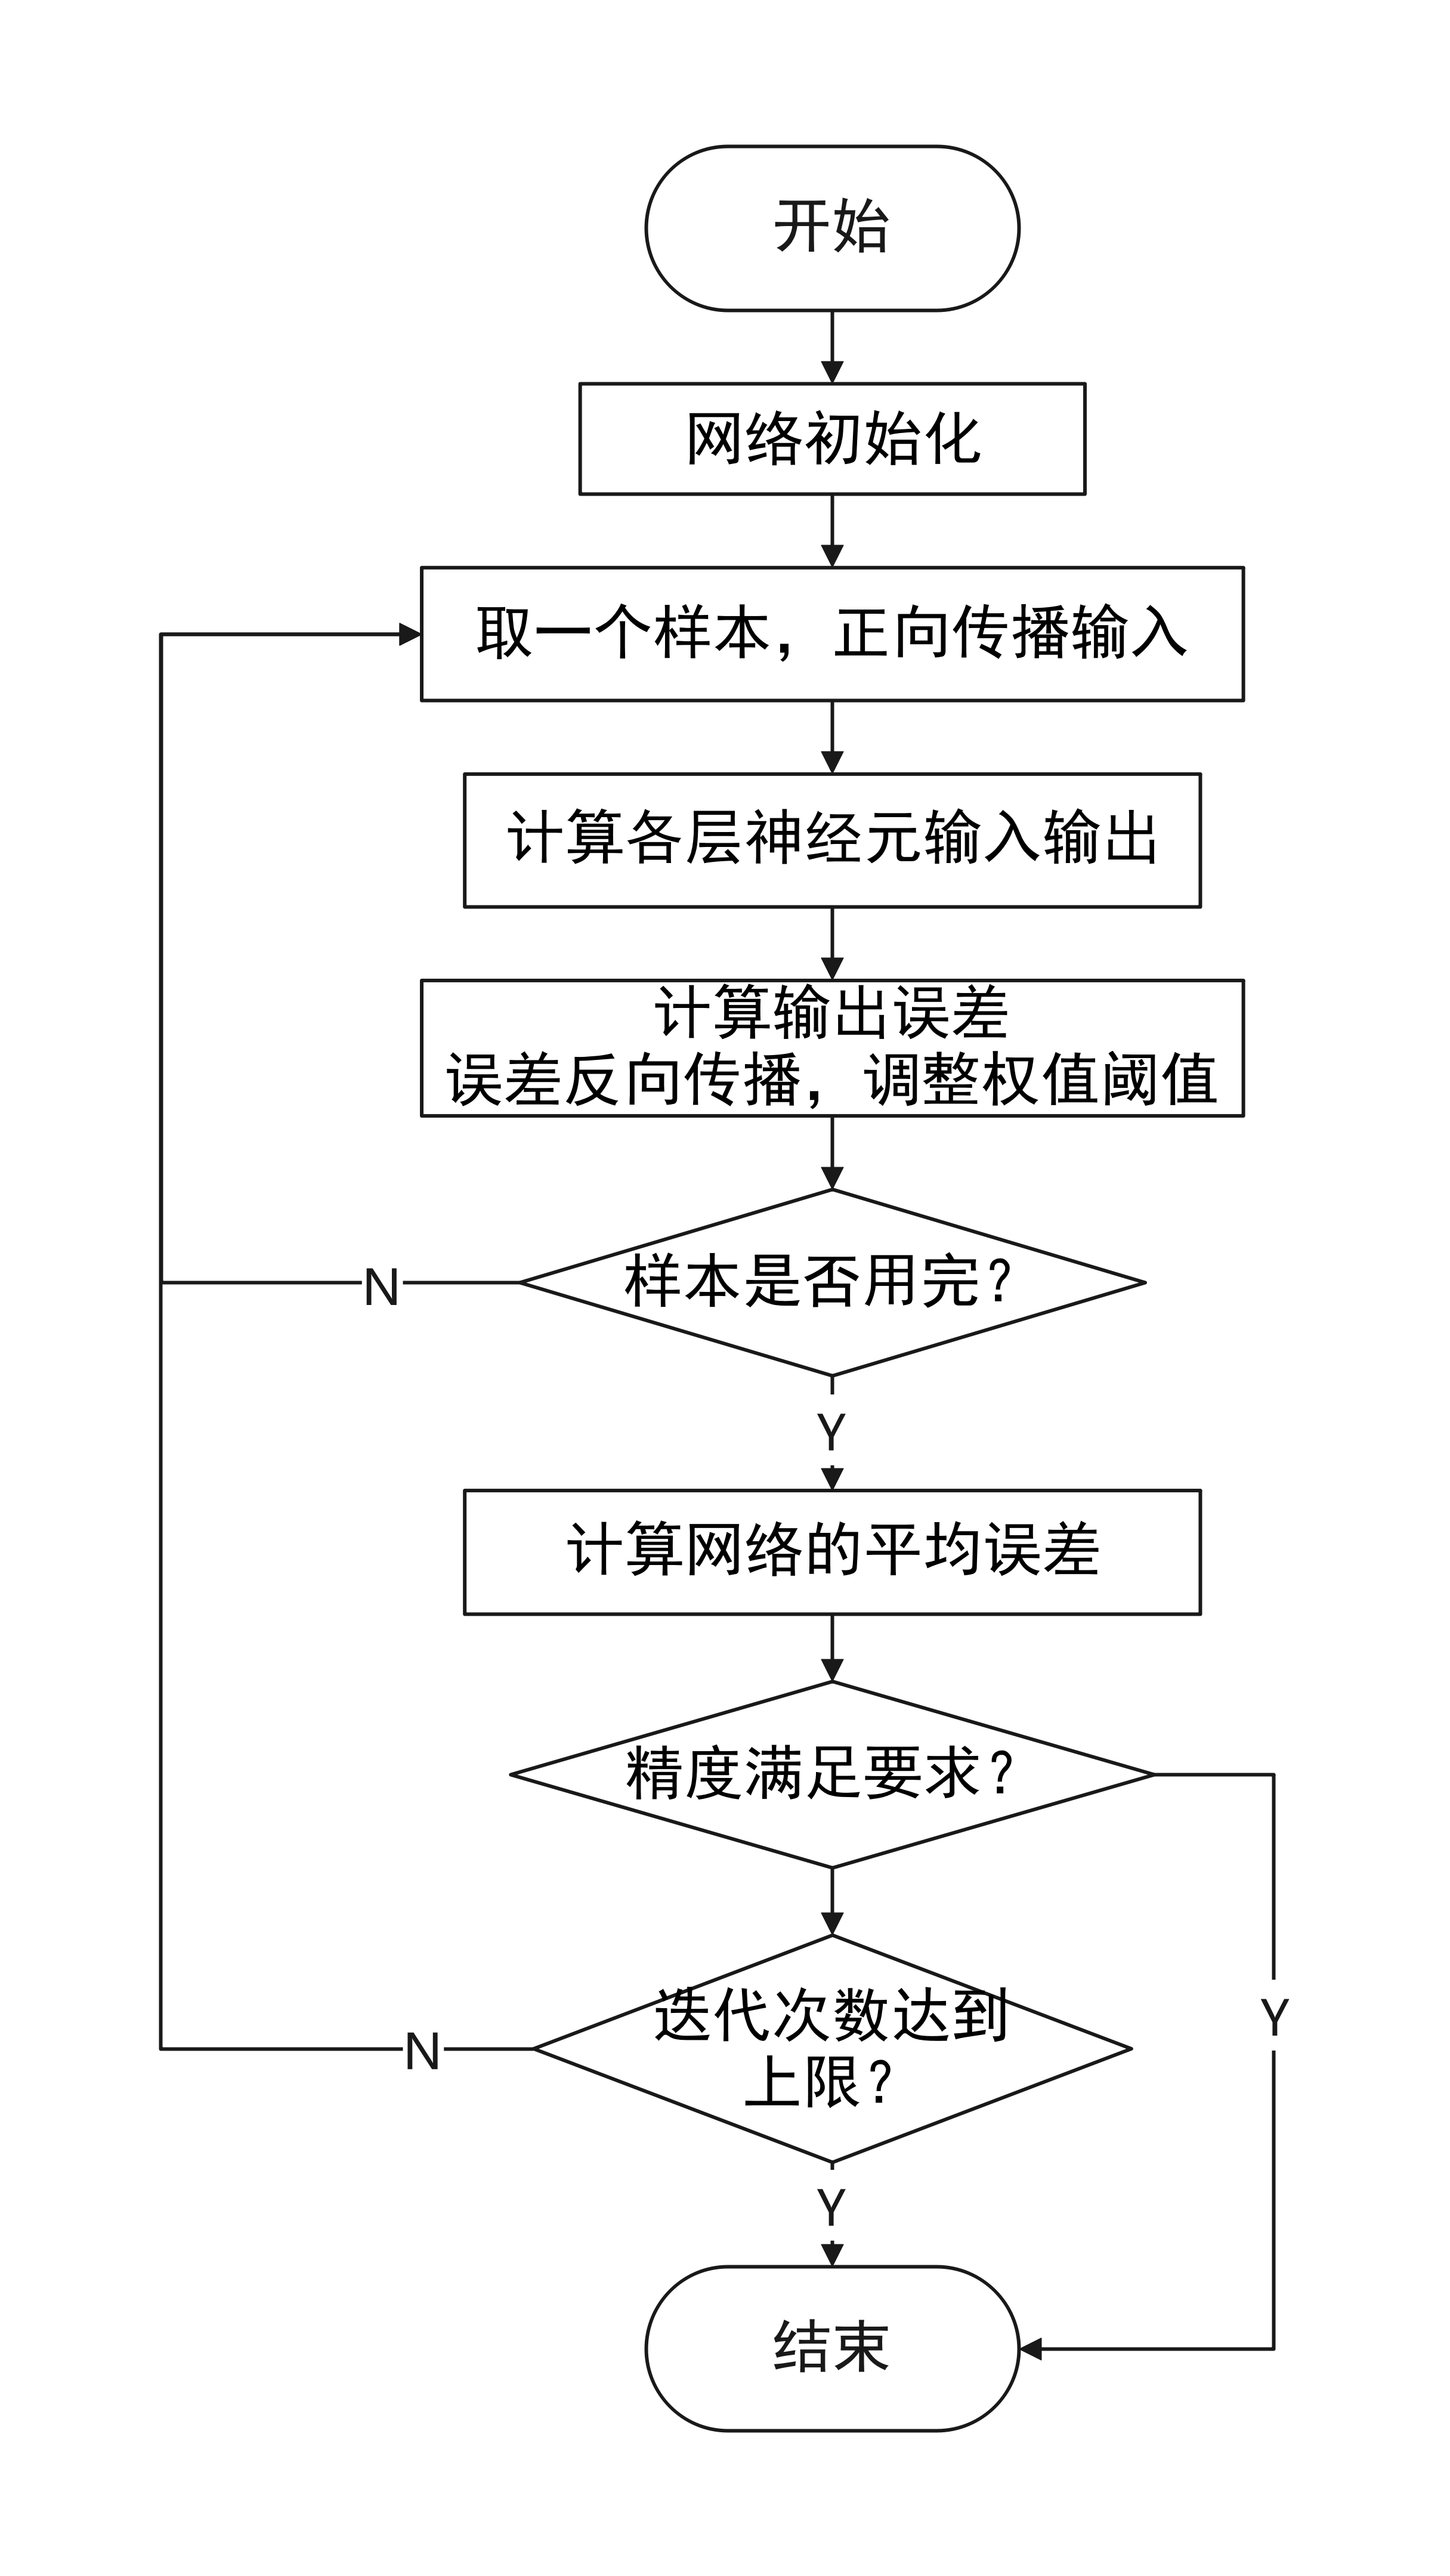 开始
网络初始化
取一个样本，正向传播输入
计算各层神经元输入输出
计算输出误差
误差反向传播，调整权值阈值
样本是否用完？
N
Y
计算网络的平均误差
精度满足要求？
迭代次数达到
上限？
N
Y
Y
结束